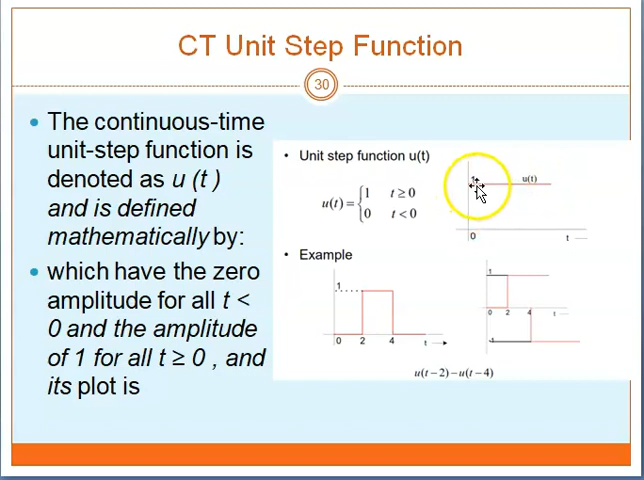 CT Unit Step Function
30
• The continuous-time
unit-step function is
denoted as u (t )
and is defined
mathematically by:
• which have the zero
amplitude for all t <
0 and the amplitude
of 1 for all t ≥ 0 , and
its plot is
• Unit step function u(t)
u(t) = {1 t ≥ 0
0 t < 0
1
u(t)
0 t
• Example
1
0 2 4 t
1
0 2 4 t
1
u(t − 2) − u(t − 4)